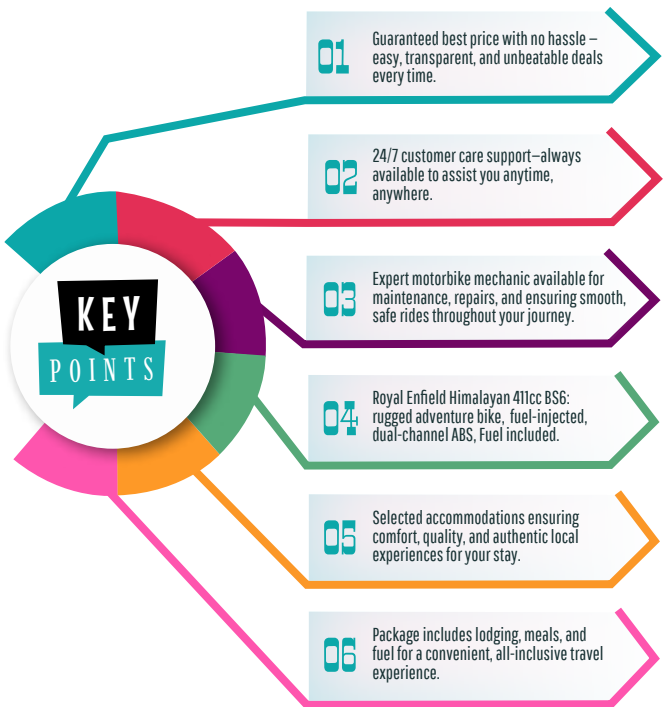 KEY
POINTS
01
Guaranteed best price with no hassle –
easy, transparent, and unbeatable deals
every time.
02
24/7 customer care support—always
available to assist you anytime,
anywhere.
03
Expert motorbike mechanic available for
maintenance, repairs, and ensuring smooth,
safe rides throughout your journey.
04
Royal Enfield Himalayan 411cc BS6:
rugged adventure bike, fuel-injected,
dual-channel ABS, Fuel included.
05
Selected accommodations ensuring
comfort, quality, and authentic local
experiences for your stay.
06
Package includes lodging, meals, and
fuel for a convenient, all-inclusive travel
experience.